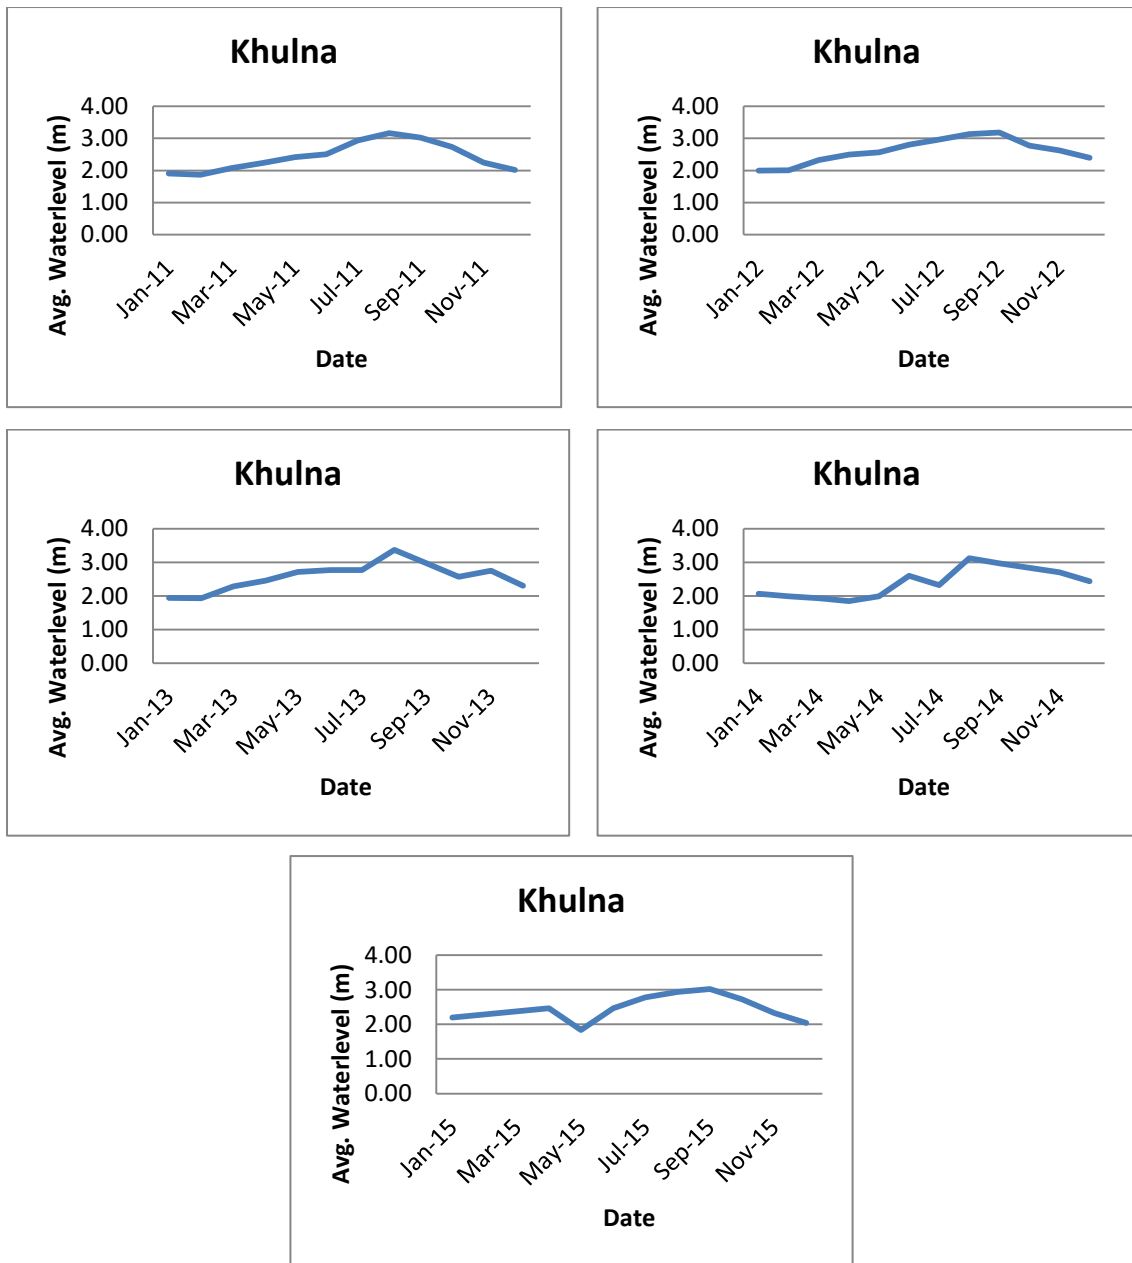 Khulna
Avg. Waterlevel (m)
4.00
3.00
2.00
1.00
0.00
Jan-11
Mar-11
May-11
Jul-11
Sep-11
Nov-11
Date
Khulna
Avg. Waterlevel (m)
4.00
3.00
2.00
1.00
0.00
Jan-12
Mar-12
May-12
Jul-12
Sep-12
Nov-12
Date
Khulna
Avg. Waterlevel (m)
4.00
3.00
2.00
1.00
0.00
Jan-13
Mar-13
May-13
Jul-13
Sep-13
Nov-13
Date
Khulna
Avg. Waterlevel (m)
4.00
3.00
2.00
1.00
0.00
Jan-14
Mar-14
May-14
Jul-14
Sep-14
Nov-14
Date
Khulna
Avg. Waterlevel (m)
4.00
3.00
2.00
1.00
0.00
Jan-15
Mar-15
May-15
Jul-15
Sep-15
Nov-15
Date